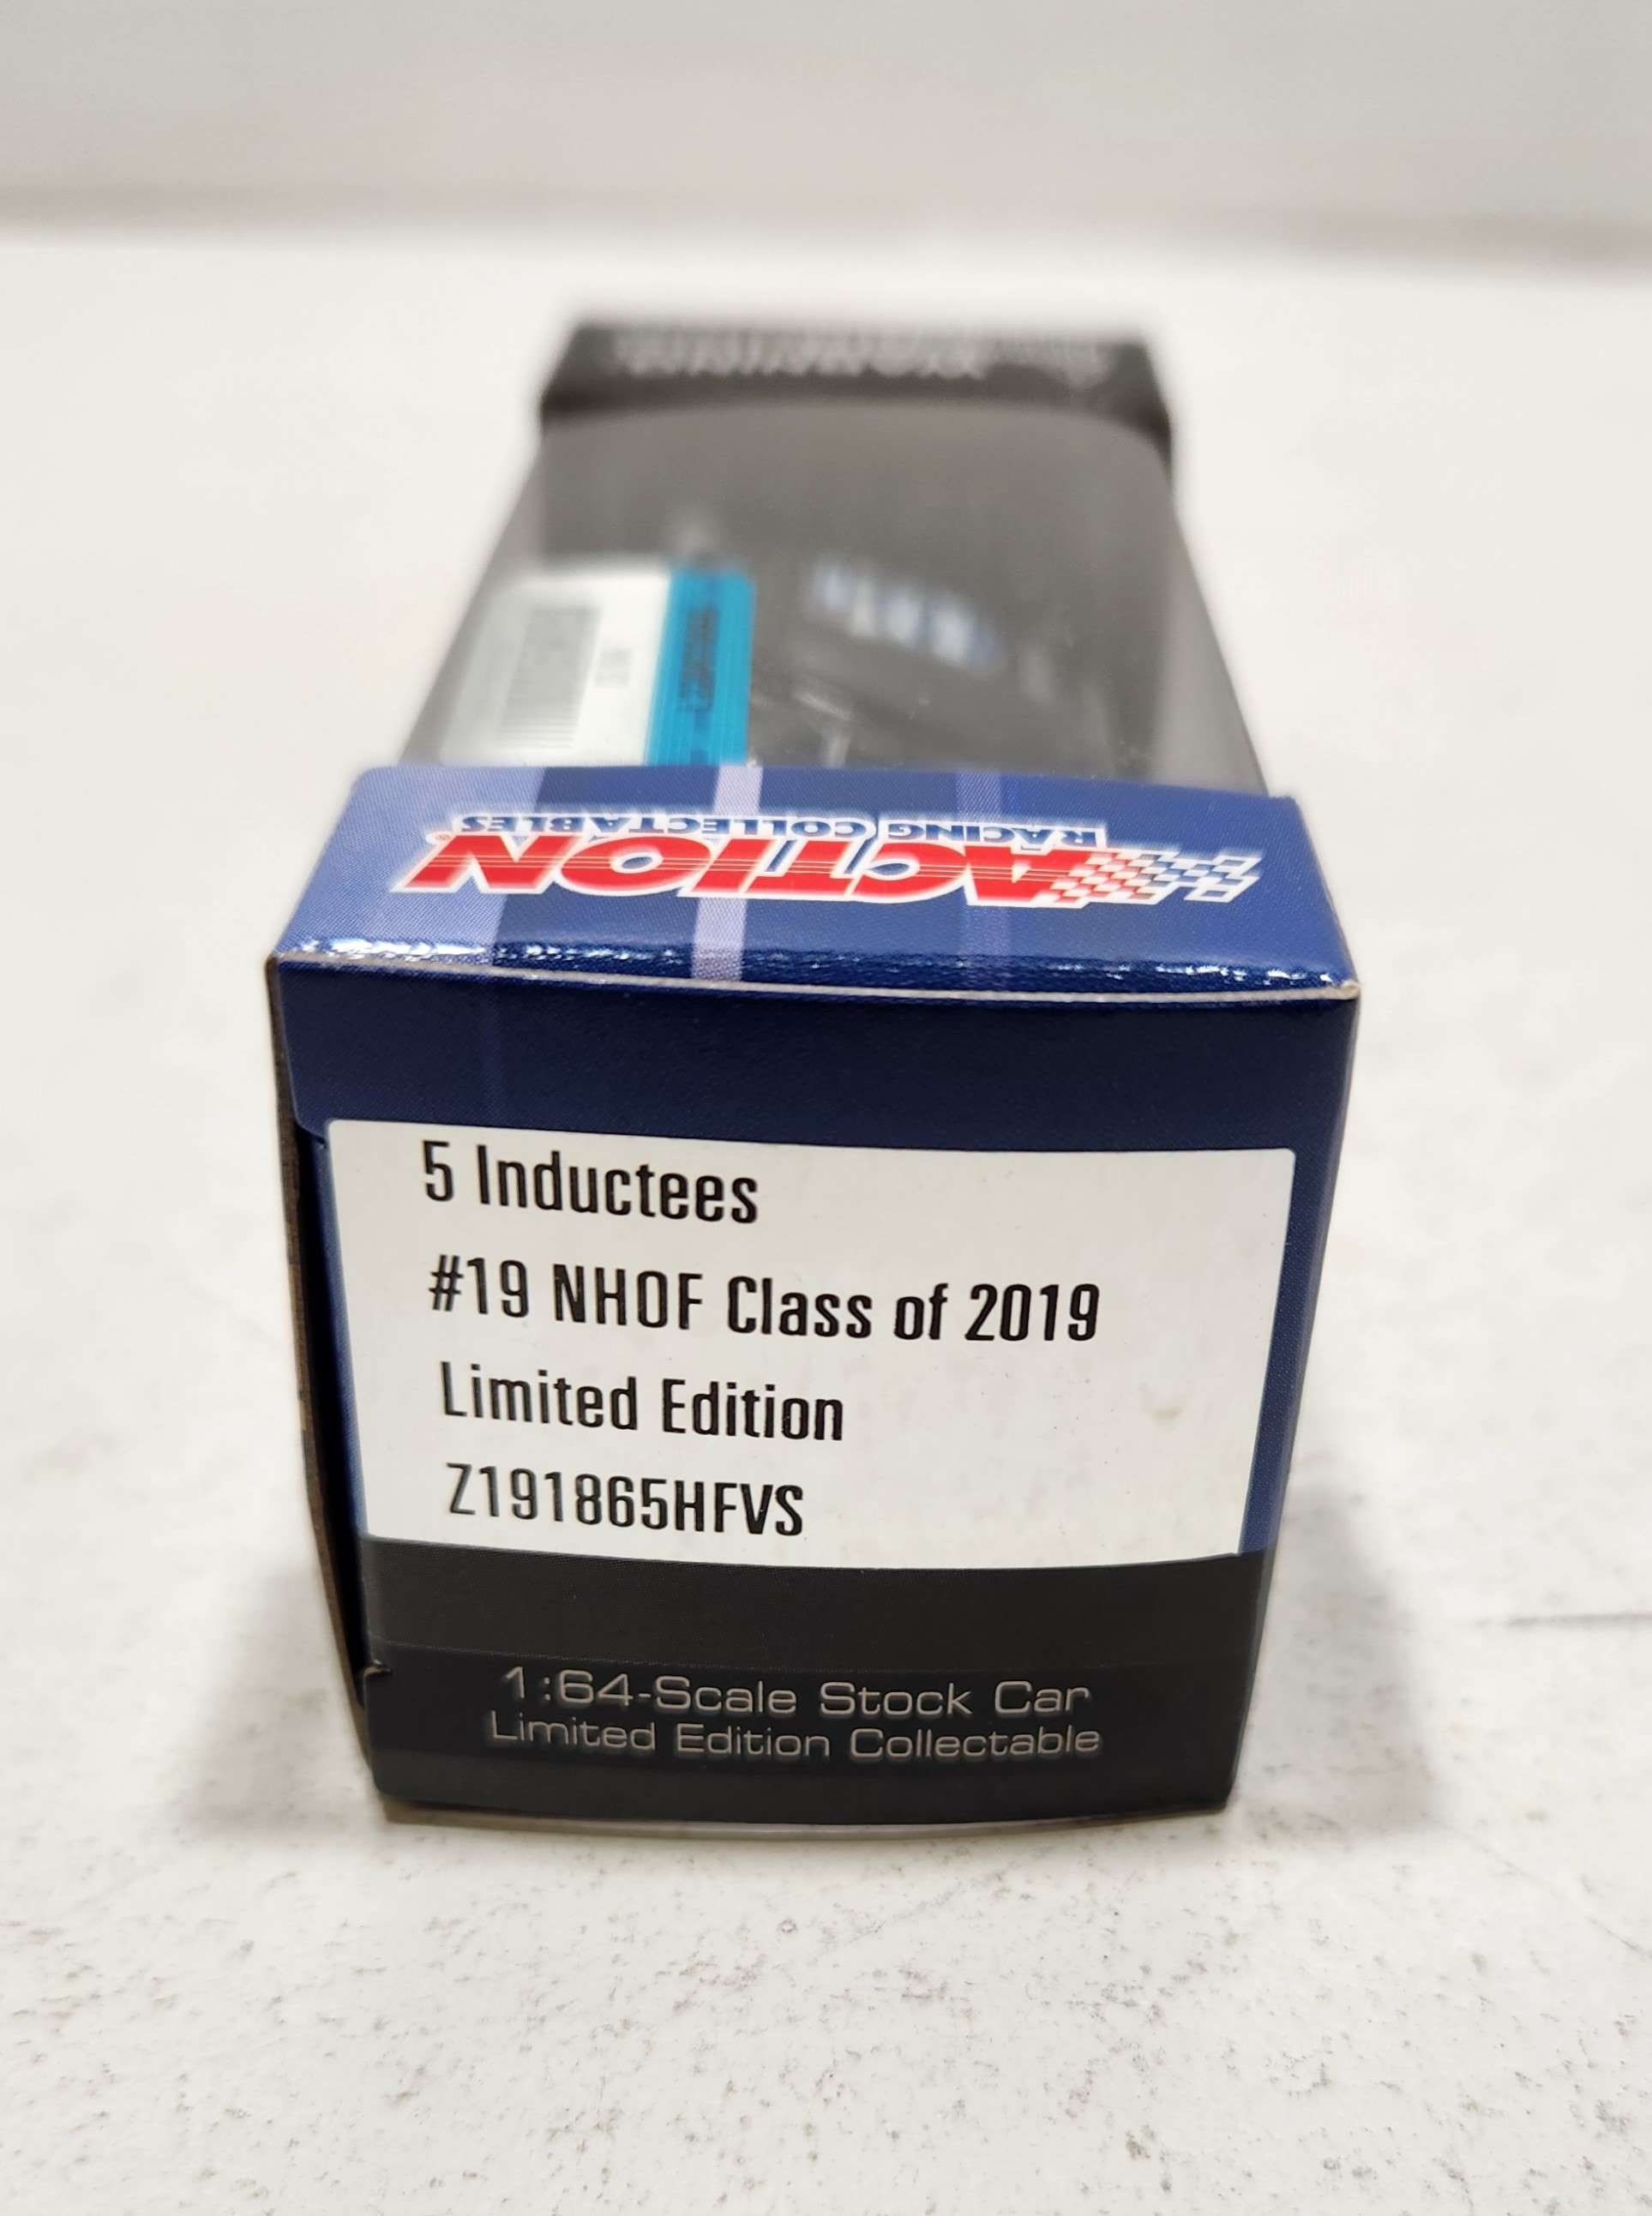 ACTION®
RACING COLLECTABLES
5 Inductees
#19 NHOF Class of 2019
Limited Edition
Z191865HFVS
1:64-Scale Stock Car
Limited Edition Collectable